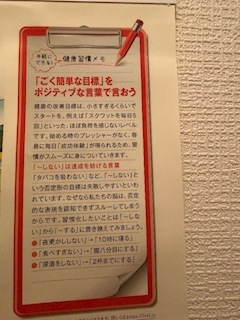 手軽に
できる!
健康習慣メモ
「ごく簡単な目標」を
ポジティブな言葉で言おう
健康の改善目標は、小さすぎるくらいで
スタートを。例えば「スクワットを毎日5
回」といった、ほぼ負荷を感じないレベル
です。始める時のプレッシャーがなく、容
易に毎日「成功体験」が得られるため、習
慣がスムーズに身についていきます。
「~しない」は達成を妨げる言葉
「タバコを吸わない」など、「~しない」と
いう否定形の目標は失敗しやすいといわ
れています。なぜなら私たちの脳は、否定
的な表現を認知できずスルーしてしまう
からです。習慣化したいことは「~しな
い」から「~する」に置き換えてみましょう。
●「夜更かししない」→「10時に寝る」
●「食べすぎない」→「腹八分目にする」
●「深酒をしない」→「2杯までにする」